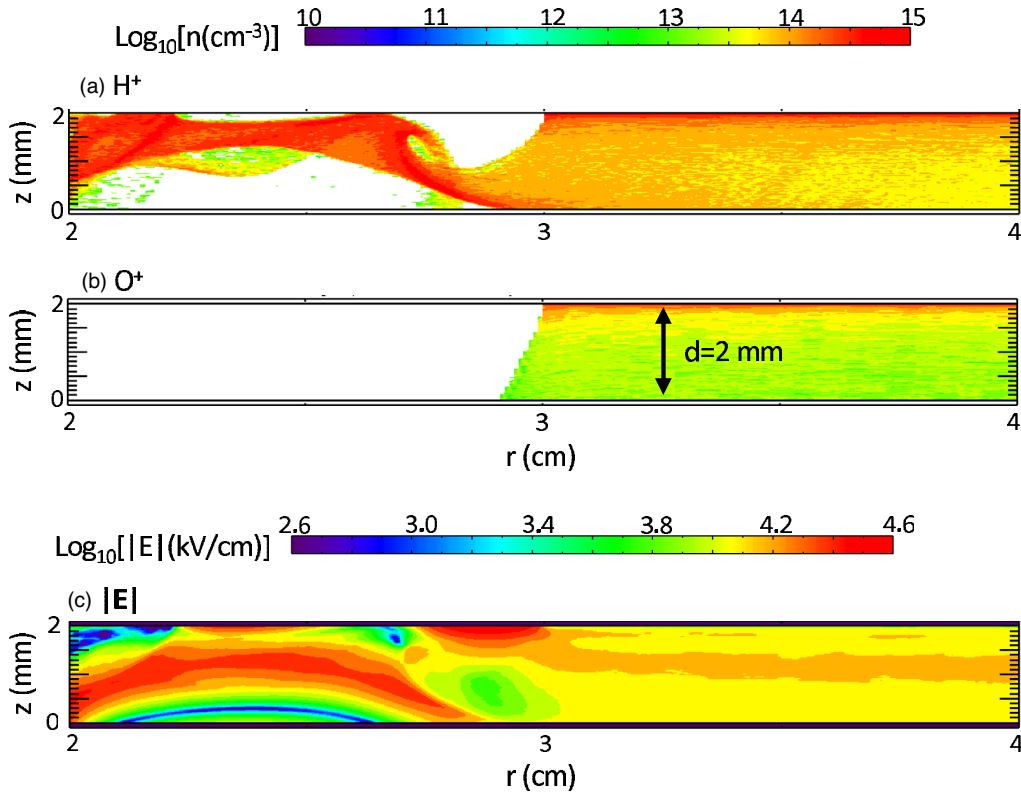 10 11 12 13 14 15
Log10[n(cm-3)]
(a) H+
2
z (mm)
0
2 3 4
(b) O+
2
z (mm)
d=2 mm
0
2 3 4
r (cm)
2.6 3.0 3.4 3.8 4.2 4.6
Log10[|E|(kV/cm)]
(c) |E|
2
z (mm)
0
2 3 4
r (cm)